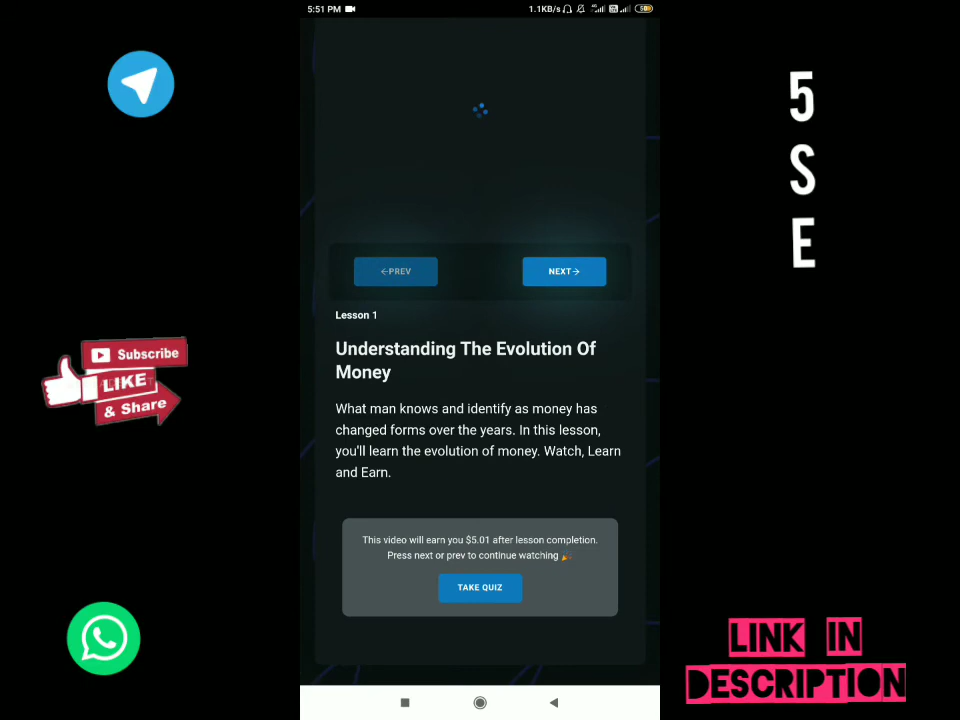 5:51 PM
1.1KB/s
50
←PREV
NEXT→
Lesson 1
Understanding The Evolution Of
Money
What man knows and identify as money has
changed forms over the years. In this lesson,
you'll learn the evolution of money. Watch, Learn
and Earn.
This video will earn you $5.01 after lesson completion.
Press next or prev to continue watching 🎉
TAKE QUIZ
Subscribe
LIKE
& Share
5
S
E
LINK IN
DESCRIPTION